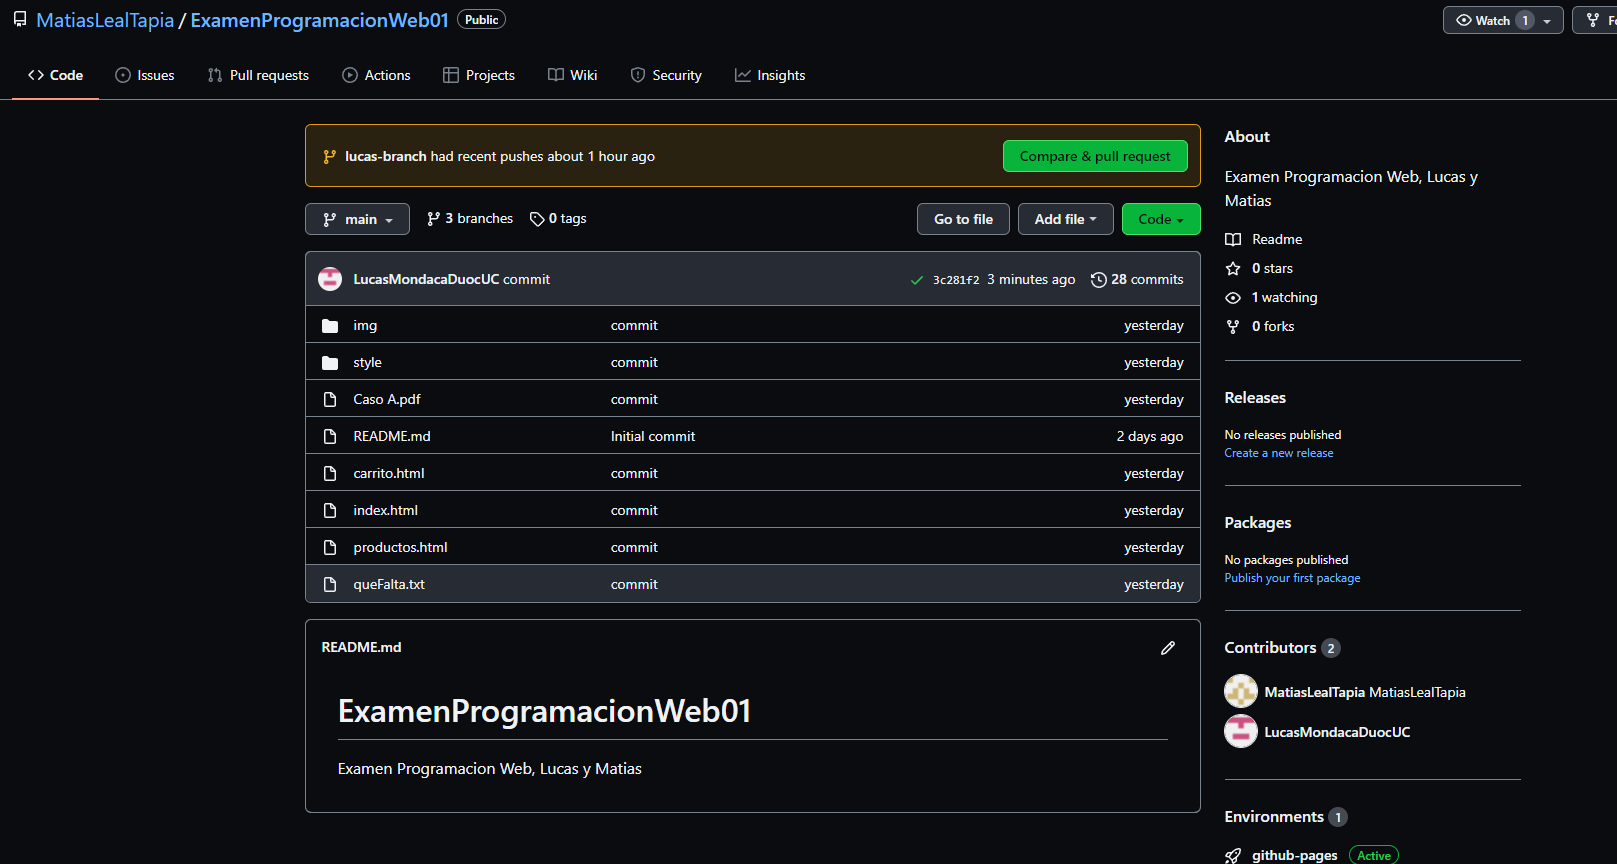 MatiasLealTapia / ExamenProgramacionWeb01 Public
Watch 1
Code Issues Pull requests Actions Projects Wiki Security Insights
lucas-branch had recent pushes about 1 hour ago Compare & pull request
main 3 branches 0 tags Go to file Add file Code
LucasMondacaDuocUC commit 3c281f2 3 minutes ago 28 commits
img commit yesterday
style commit yesterday
Caso A.pdf commit yesterday
README.md Initial commit 2 days ago
carrito.html commit yesterday
index.html commit yesterday
productos.html commit yesterday
queFalta.txt commit yesterday
README.md
ExamenProgramacionWeb01
Examen Programacion Web, Lucas y Matias
About
Examen Programacion Web, Lucas y
Matias
Readme
0 stars
1 watching
0 forks
Releases
No releases published
Create a new release
Packages
No packages published
Publish your first package
Contributors 2
MatiasLealTapia MatiasLealTapia
LucasMondacaDuocUC
Environments 1
github-pages Active